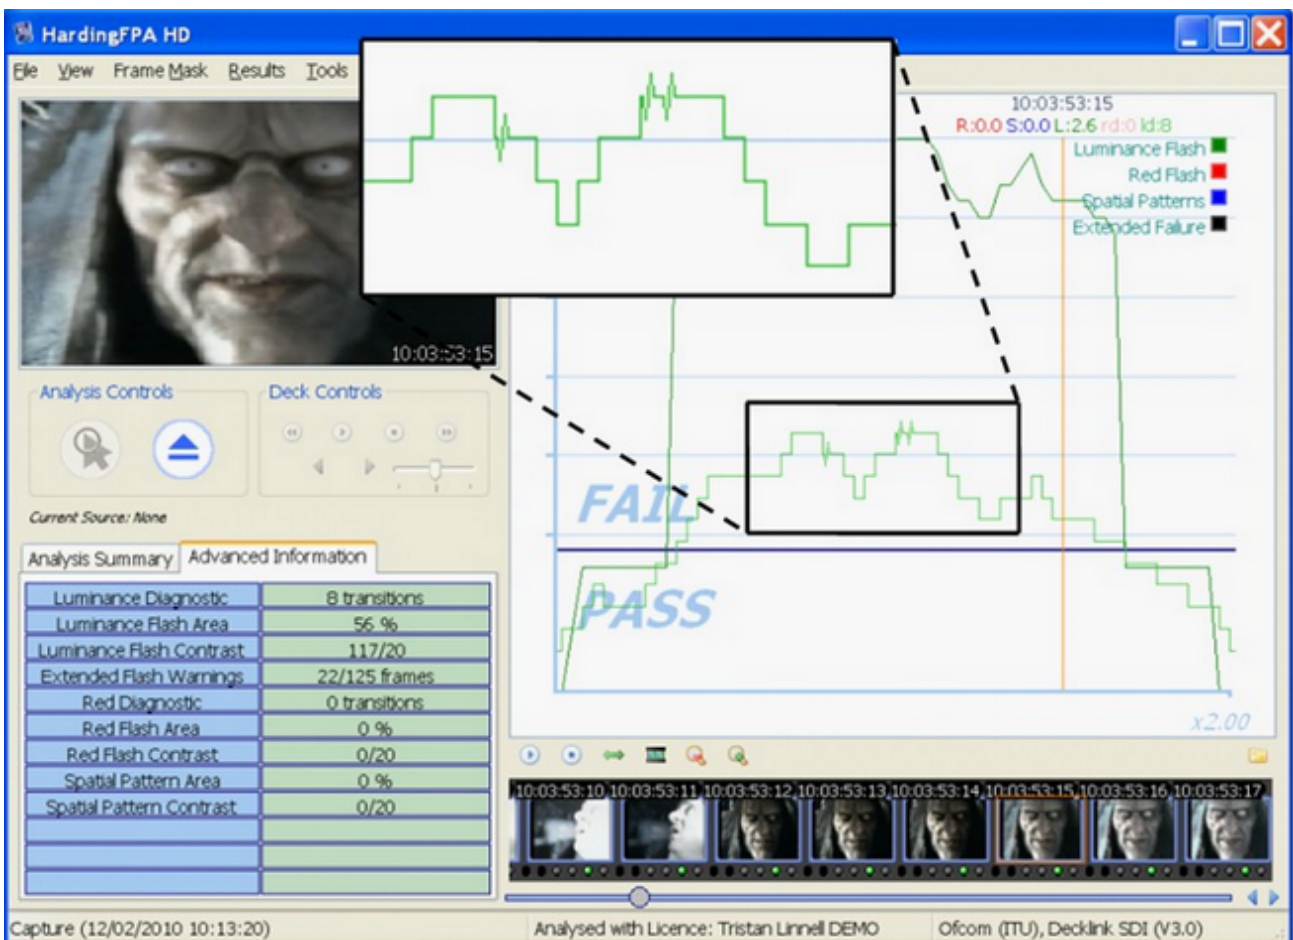 HardingFPA HD
File View Frame Mask Results Tools
10:03:53:15
10:03:53:15
R:0.0 S:0.0 L:2.6 rd:0 ld:8
Luminance Flash
Red Flash
Spatial Patterns
Extended Failure
FAIL
PASS
x2.00
Analysis Controls
Deck Controls
Current Source: None
Analysis Summary Advanced Information
Luminance Diagnostic 8 transitions
Luminance Flash Area 56 %
Luminance Flash Contrast 117/20
Extended Flash Warnings 22/125 frames
Red Diagnostic 0 transitions
Red Flash Area 0 %
Red Flash Contrast 0/20
Spatial Pattern Area 0 %
Spatial Pattern Contrast 0/20
10:03:53:10 10:03:53:11 10:03:53:12 10:03:53:13 10:03:53:14 10:03:53:15 10:03:53:16 10:03:53:17
Capture (12/02/2010 10:13:20) Analysed with Licence: Tristan Linnell DEMO Ofcom (ITU), Decklink SDI (V3.0)